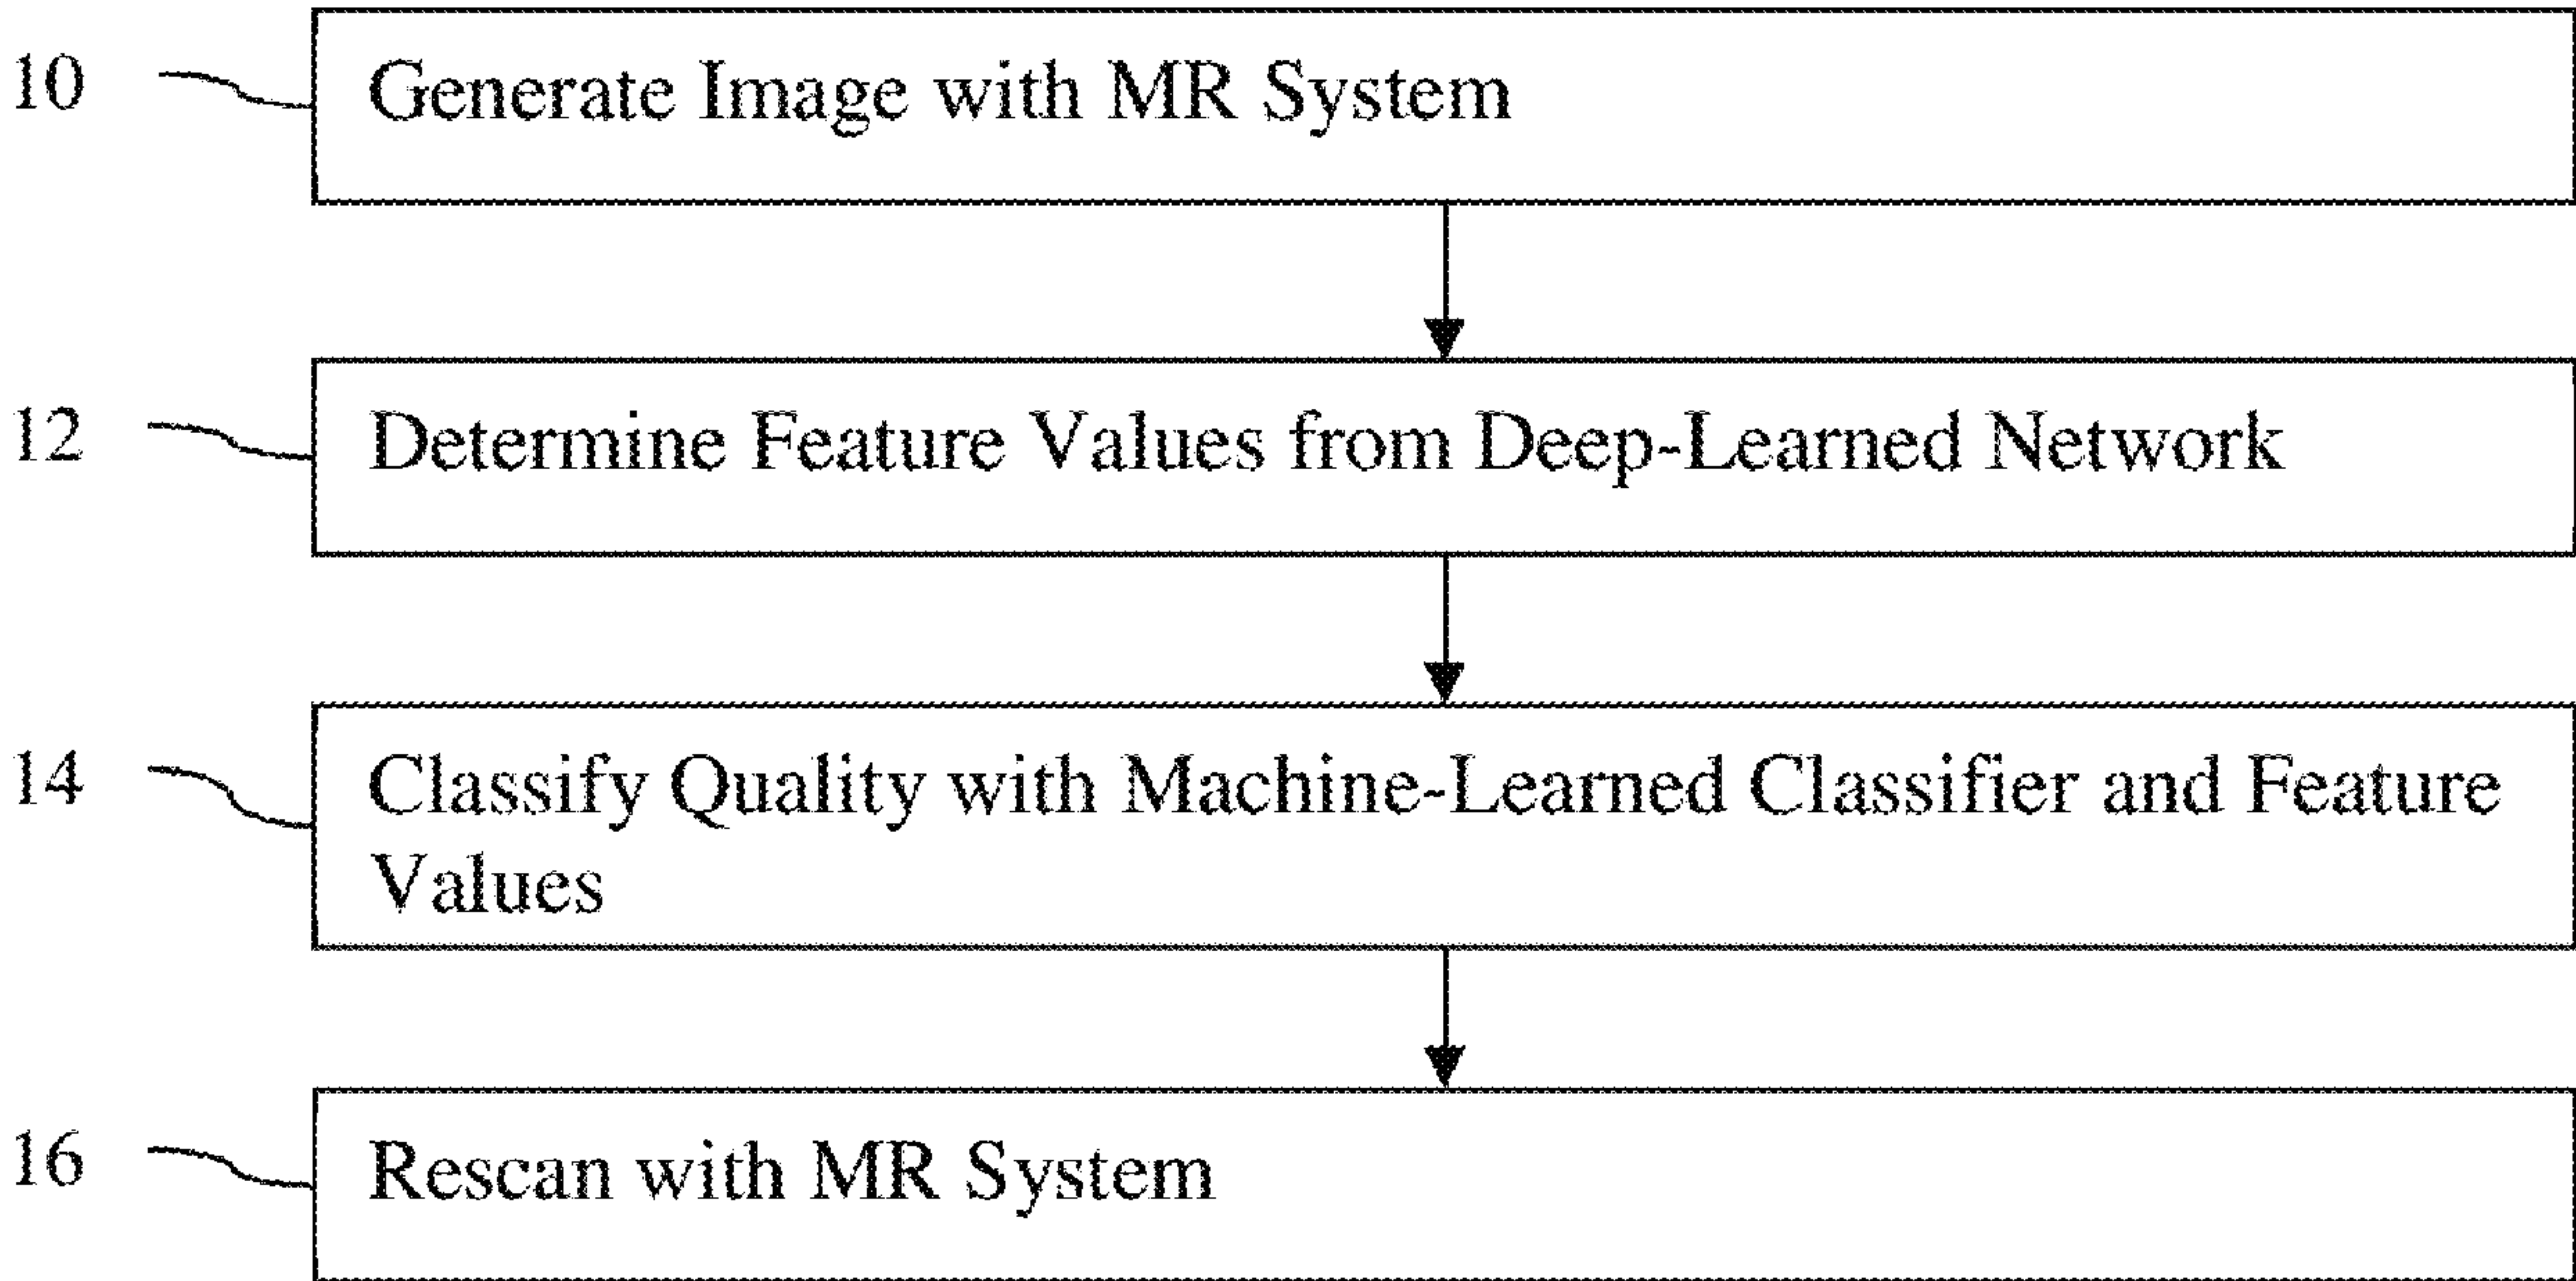 10
Generate Image with MR System
12
Determine Feature Values from Deep-Learned Network
14
Classify Quality with Machine-Learned Classifier and Feature
Values
16
Rescan with MR System